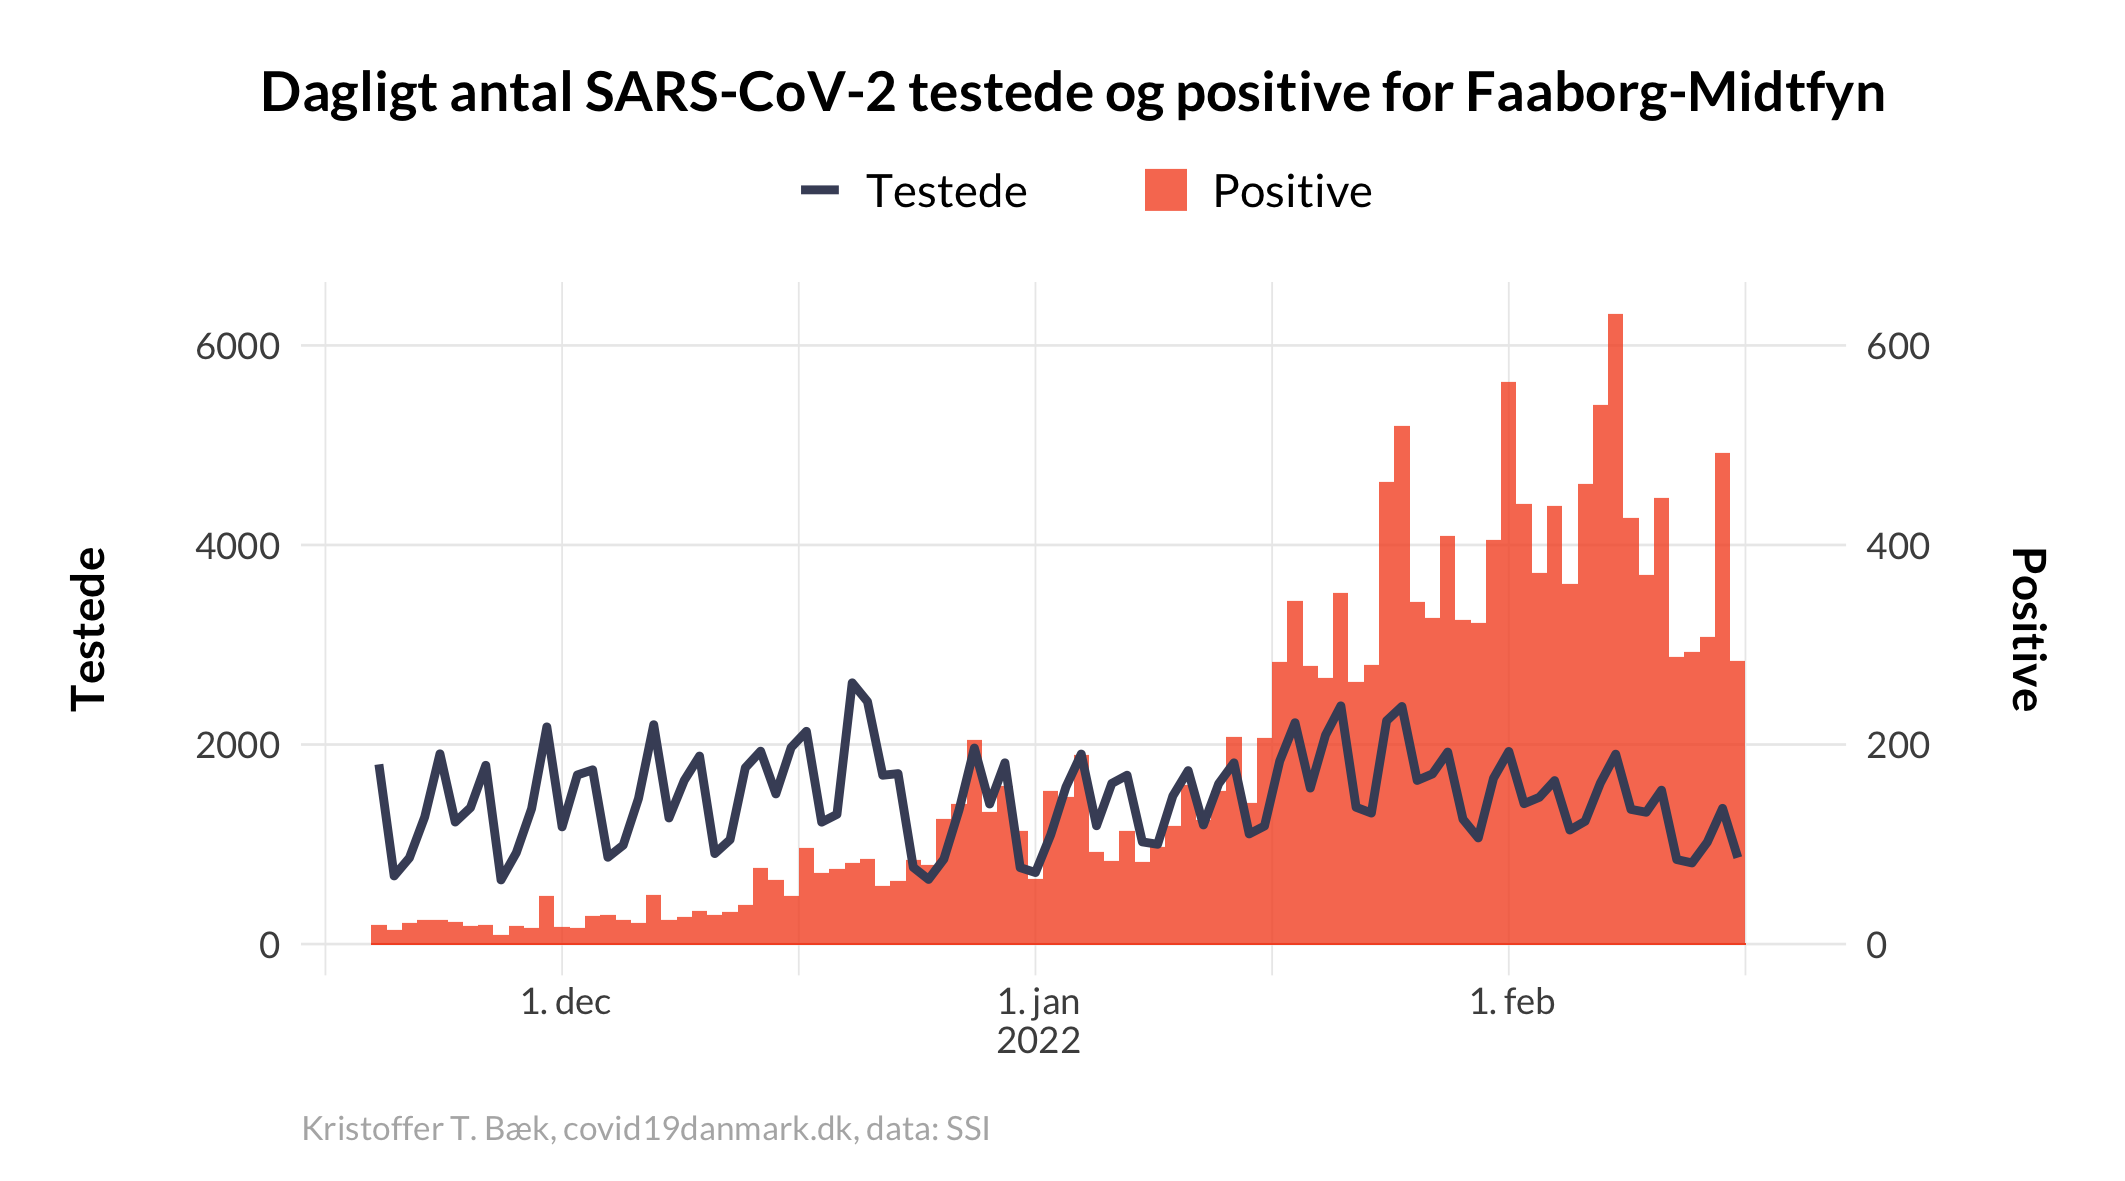 Dagligt antal SARS-CoV-2 testede og positive for Faaborg-Midtfyn
Testede Positive
6000 600
4000 400
2000 200
0 0
Testede
Positive
1. dec 1. jan 1. feb
2022
Kristoffer T. Bæk, covid19danmark.dk, data: SSI